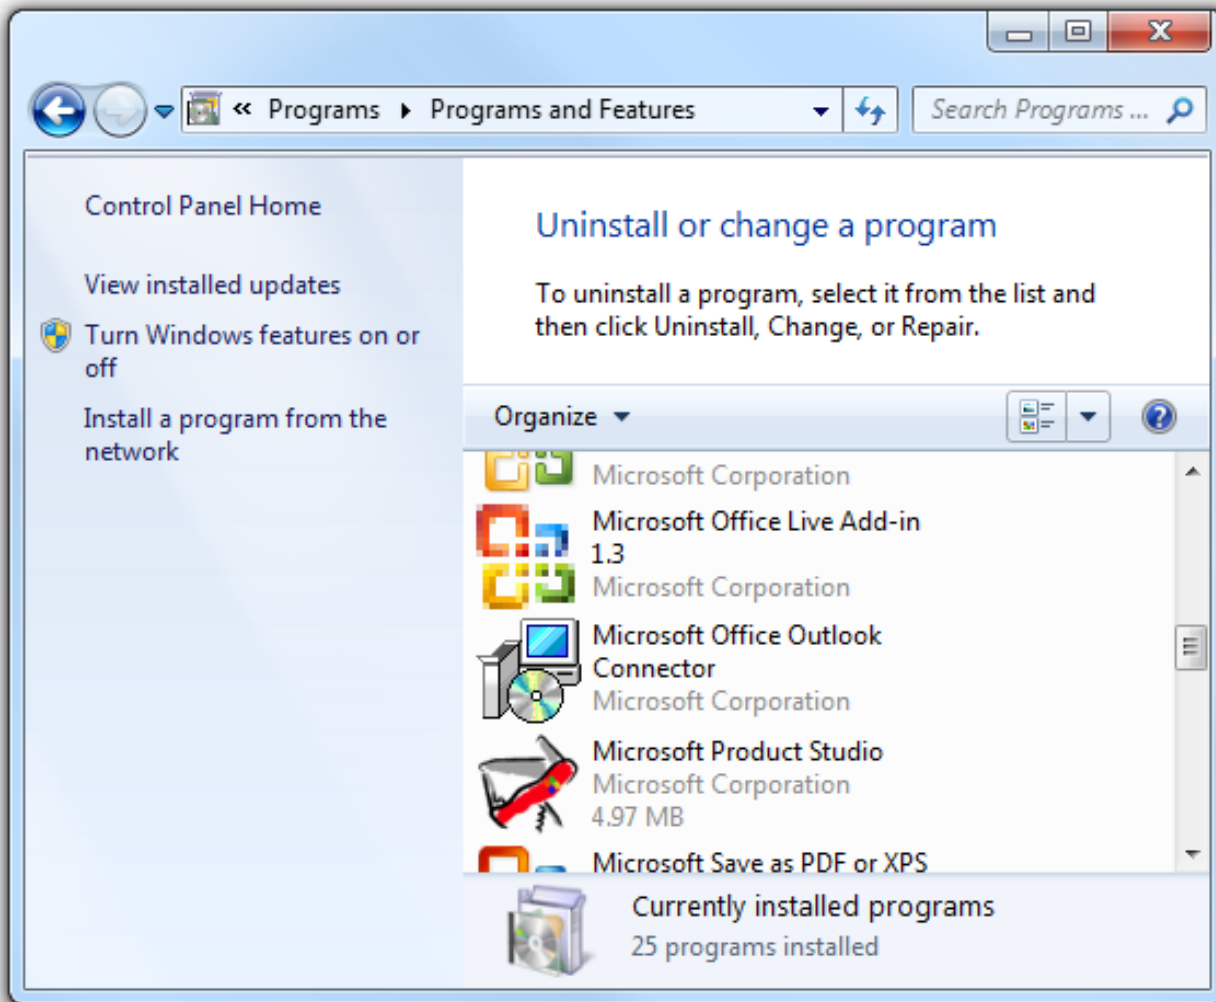 « Programs ▸ Programs and Features
Search Programs ...
Control Panel Home
View installed updates
Turn Windows features on or
off
Install a program from the
network
Uninstall or change a program
To uninstall a program, select it from the list and
then click Uninstall, Change, or Repair.
Organize
Microsoft Corporation
Microsoft Office Live Add-in
1.3
Microsoft Corporation
Microsoft Office Outlook
Connector
Microsoft Corporation
Microsoft Product Studio
Microsoft Corporation
4.97 MB
Microsoft Save as PDF or XPS
Currently installed programs
25 programs installed